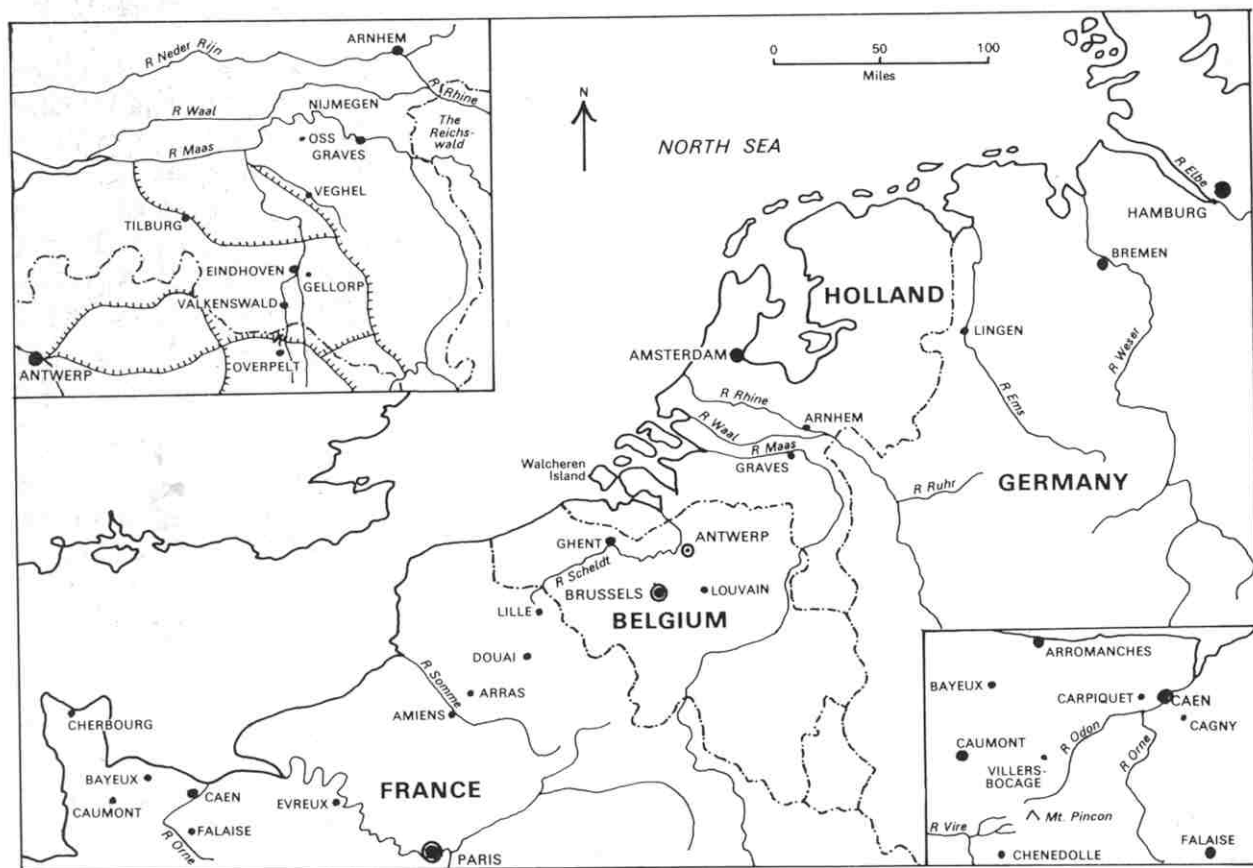 ARNHEM
R Neder Rijn
R Rhine
R Waal
NIJMEGEN
The
Reichs-
wald
OSS
GRAVES
R Maas
VEGHEL
TILBURG
EINDHOVEN
GELLORP
VALKENSWALD
OVERPELT
ANTWERP
0 50 100
Miles
N
NORTH SEA
R Elbe
HAMBURG
BREMEN
HOLLAND
LINGEN
AMSTERDAM
R Weser
R Rhine
R Ems
ARNHEM
R Waal
R Maas
GRAVES
Walcheren
Island
R Ruhr
GERMANY
GHENT
ANTWERP
R Scheldt
BRUSSELS
LOUVAIN
LILLE
BELGIUM
DOUAI
R Somme
ARRAS
AMIENS
CHERBOURG
BAYEUX
CAEN
CAUMONT
EVREUX
FRANCE
FALAISE
R Orne
PARIS
ARROMANCHES
BAYEUX
CARPIQUET
CAEN
CAGNY
R Odon
R Orne
CAUMONT
VILLERS-
BOCAGE
Mt. Pincon
R Vire
CHENEDOLLE
FALAISE